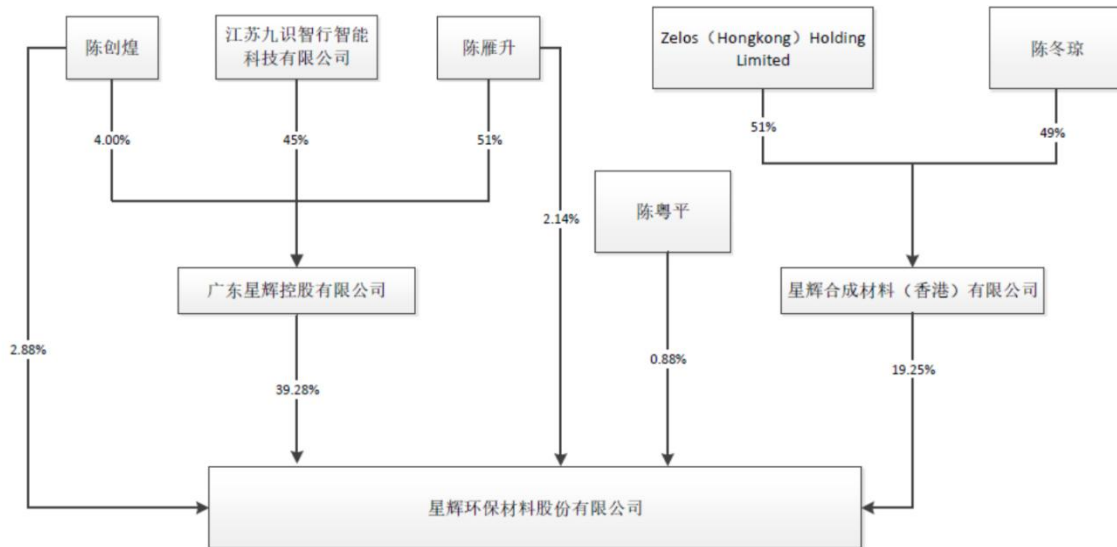 陈创煌
江苏九识智行智能
科技有限公司
陈雁升
Zelos（Hongkong）Holding
Limited
陈冬琼
4.00%
45%
51%
51%
49%
陈粤平
2.14%
广东星辉控股有限公司
星辉合成材料（香港）有限公司
2.88%
39.28%
0.88%
19.25%
星辉环保材料股份有限公司